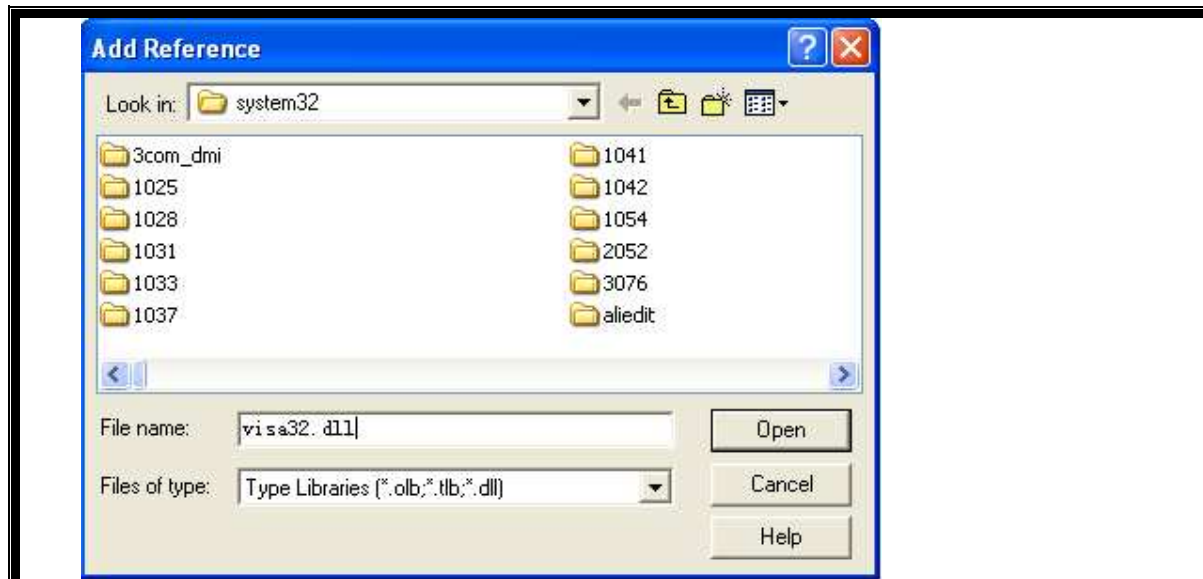 Add Reference
Look in: system32
3com_dmi 1041
1025 1042
1028 1054
1031 2052
1033 3076
1037 aliedit
File name: visa32.dll Open
Files of type: Type Libraries (*.olb;*.tlb;*.dll) Cancel
Help